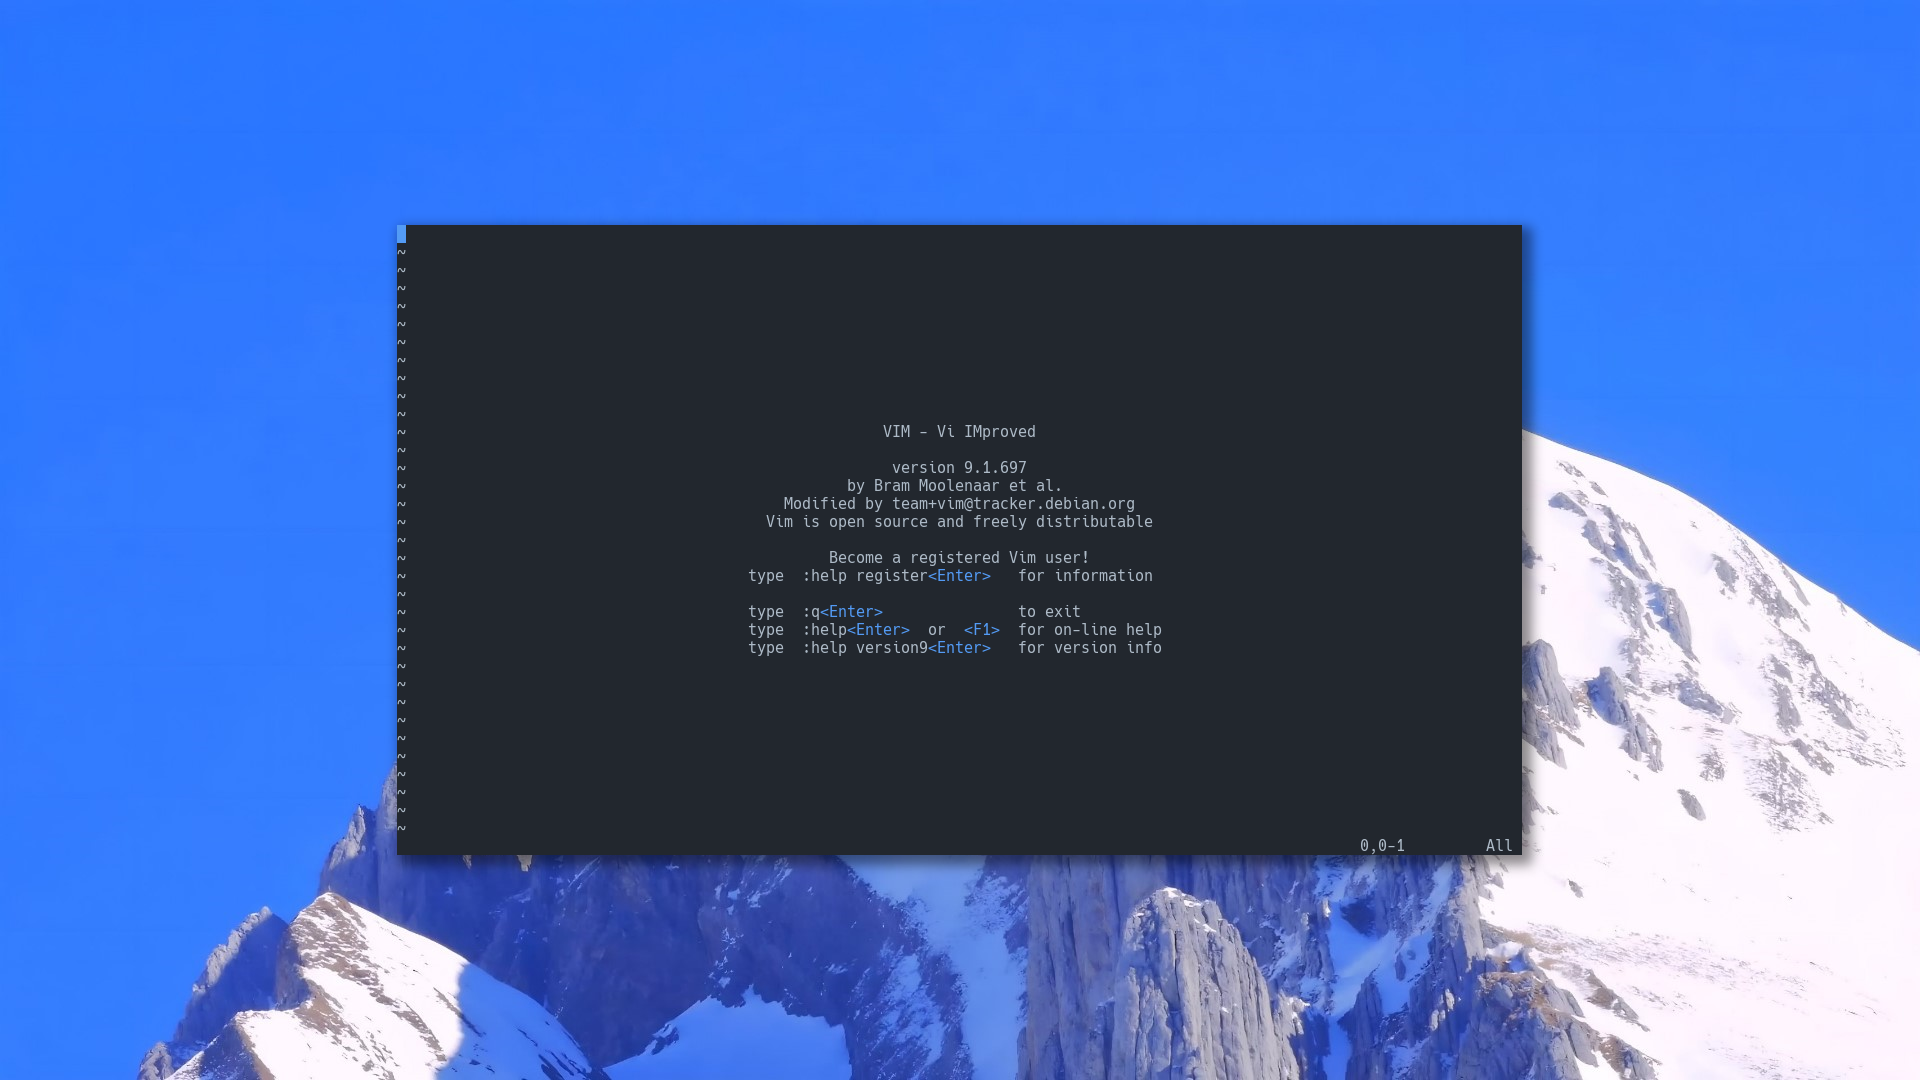 ~
~
~
~
~
~
~
~
~
~
~ VIM - Vi IMproved
~
~ version 9.1.697
~ by Bram Moolenaar et al.
~ Modified by team+vim@tracker.debian.org
~ Vim is open source and freely distributable
~
~ Become a registered Vim user!
~ type  :help register<Enter>   for information
~
~ type  :q<Enter>               to exit
~ type  :help<Enter>  or  <F1>  for on-line help
~ type  :help version9<Enter>   for version info
~
~
~
~
~
~
~
~
~
~
0,0-1         All